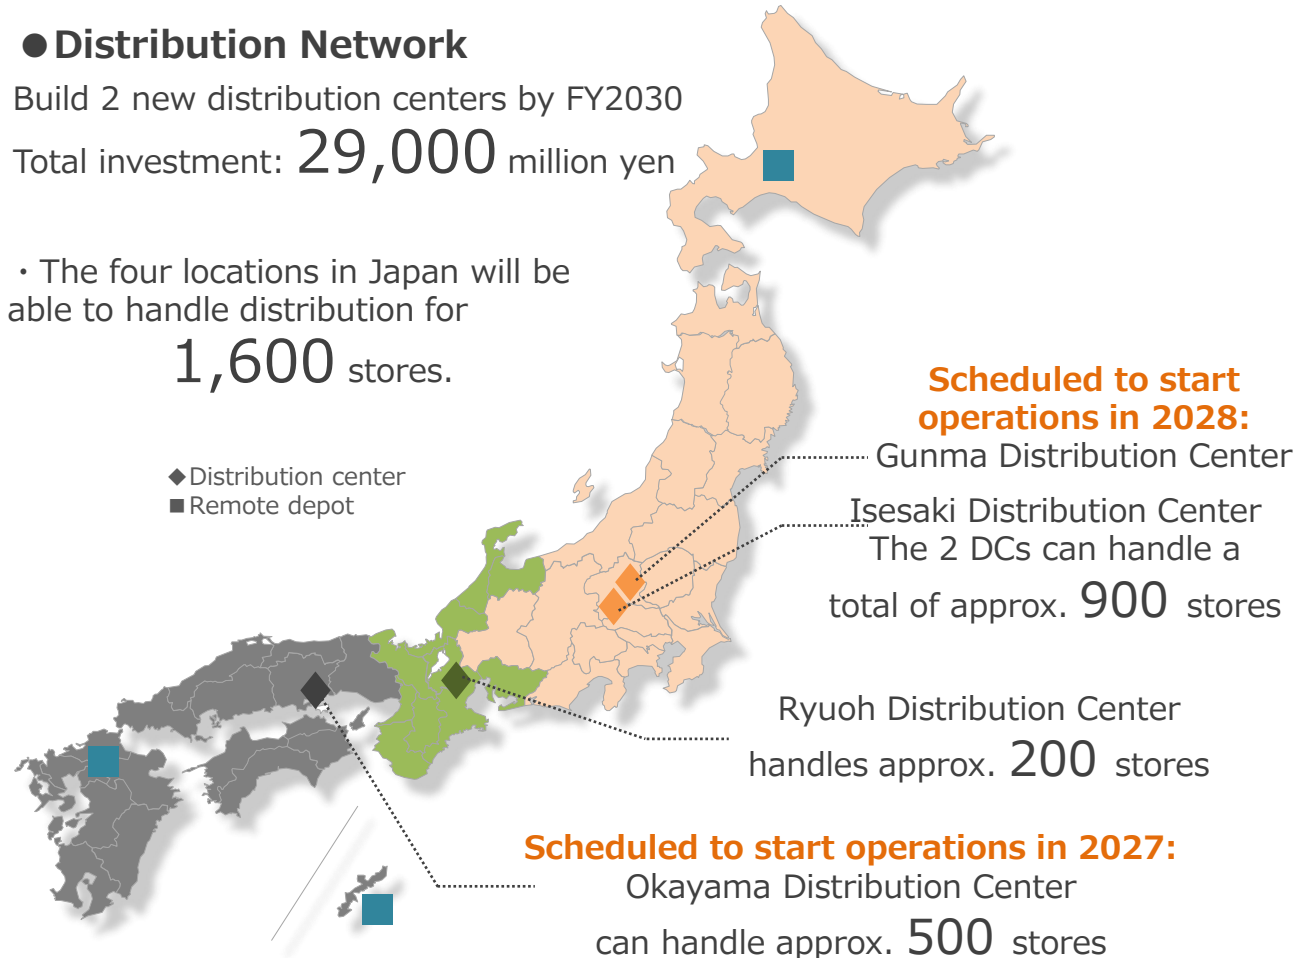 ●Distribution Network
Build 2 new distribution centers by FY2030
Total investment: 29,000 million yen
・The four locations in Japan will be
able to handle distribution for
1,600 stores.
◆Distribution center
■Remote depot
Scheduled to start
operations in 2028:
Gunma Distribution Center
Isesaki Distribution Center
The 2 DCs can handle a
total of approx. 900 stores
Ryuoh Distribution Center
handles approx. 200 stores
Scheduled to start operations in 2027:
Okayama Distribution Center
can handle approx. 500 stores